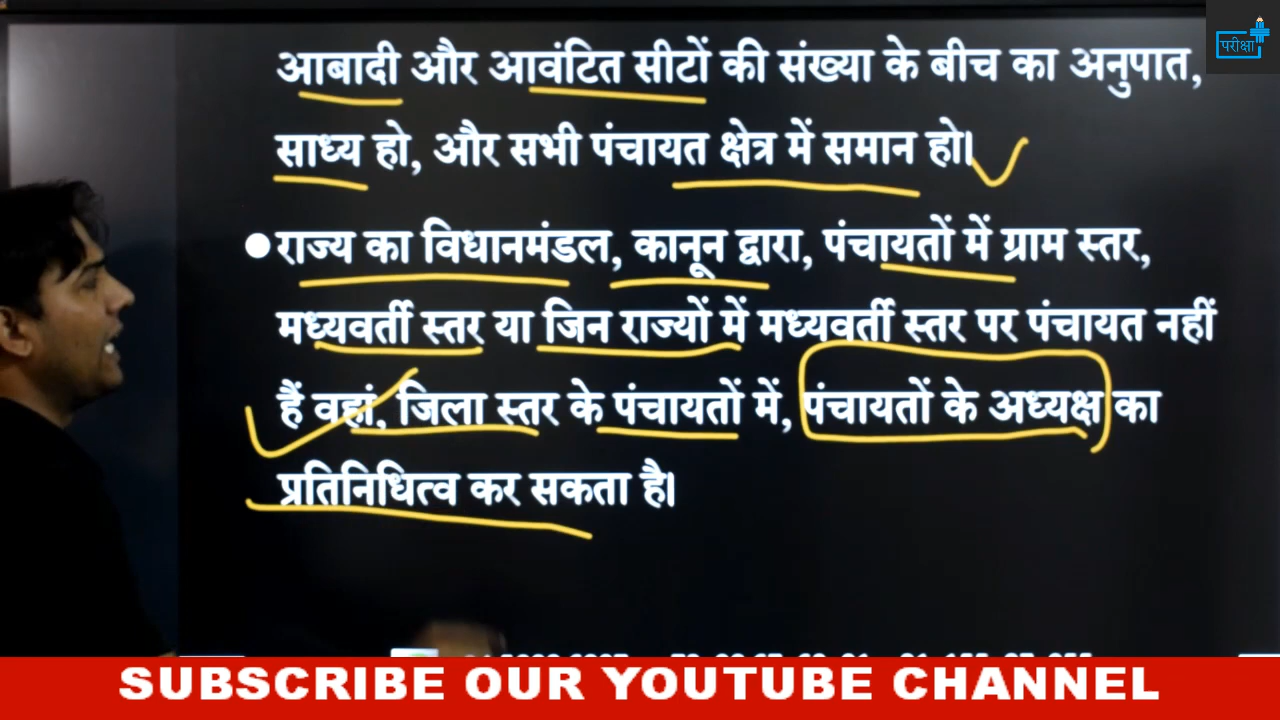 परीक्षा
आबादी और आवंटित सीटों की संख्या के बीच का अनुपात,
साध्य हो, और सभी पंचायत क्षेत्र में समान हो।
राज्य का विधानमंडल, कानून द्वारा, पंचायतों में ग्राम स्तर,
मध्यवर्ती स्तर या जिन राज्यों में मध्यवर्ती स्तर पर पंचायत नहीं
हैं वहां, जिला स्तर के पंचायतों में, पंचायतों के अध्यक्ष का
प्रतिनिधित्व कर सकता है।
SUBSCRIBE OUR YOUTUBE CHANNEL